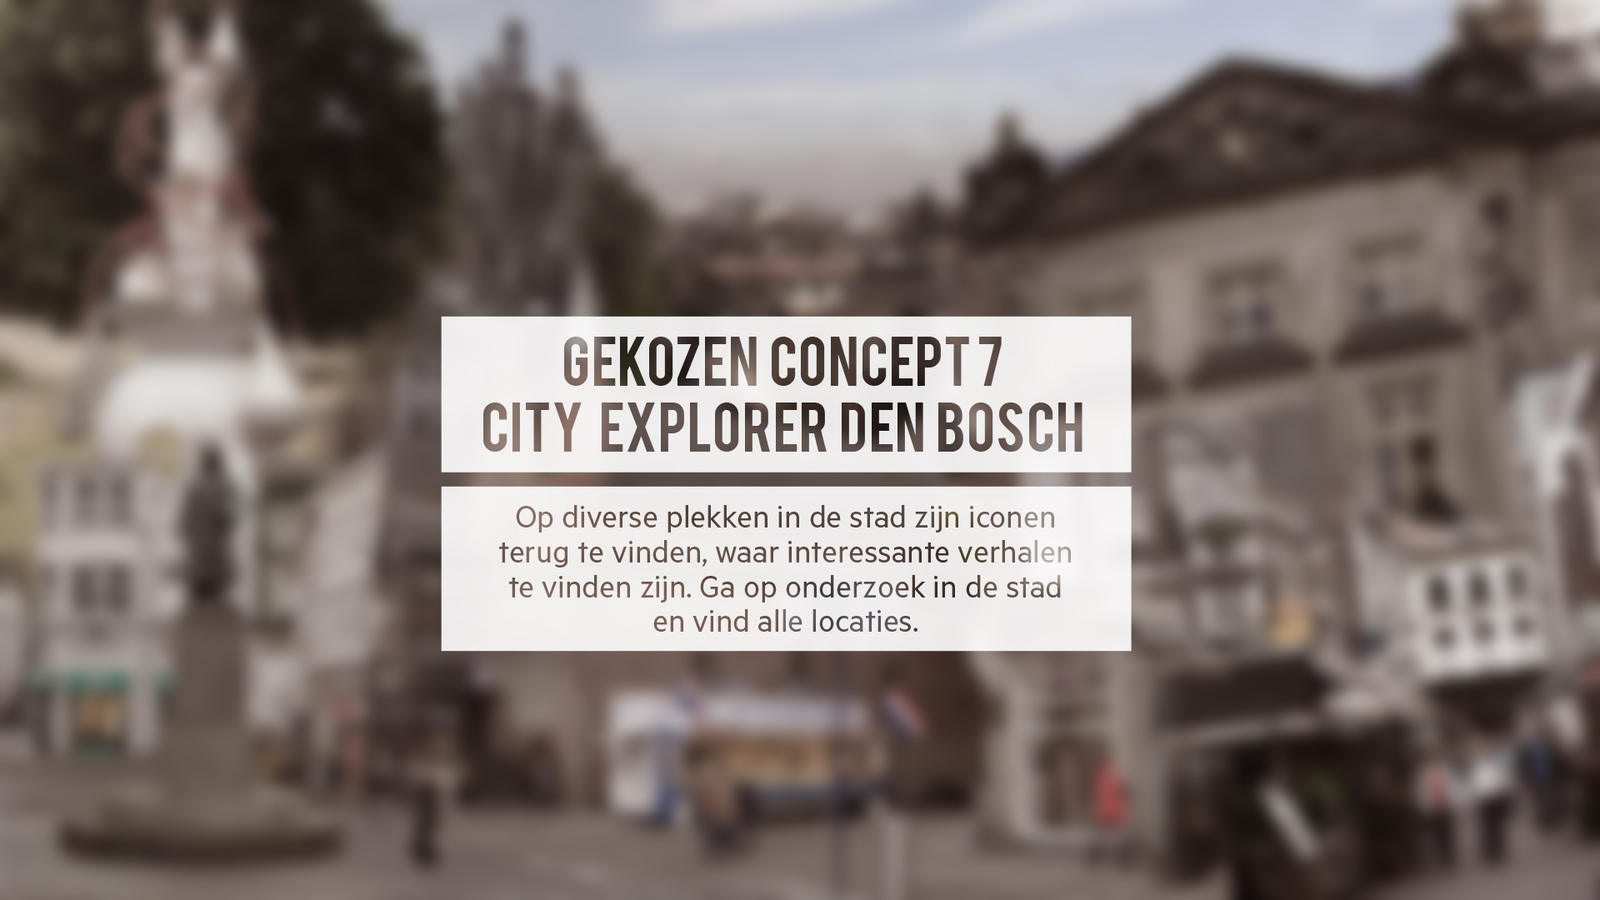 GEKOZEN CONCEPT 7
CITY EXPLORER DEN BOSCH
Op diverse plekken in de stad zijn iconen
terug te vinden, waar interessante verhalen
te vinden zijn. Ga op onderzoek in de stad
en vind alle locaties.